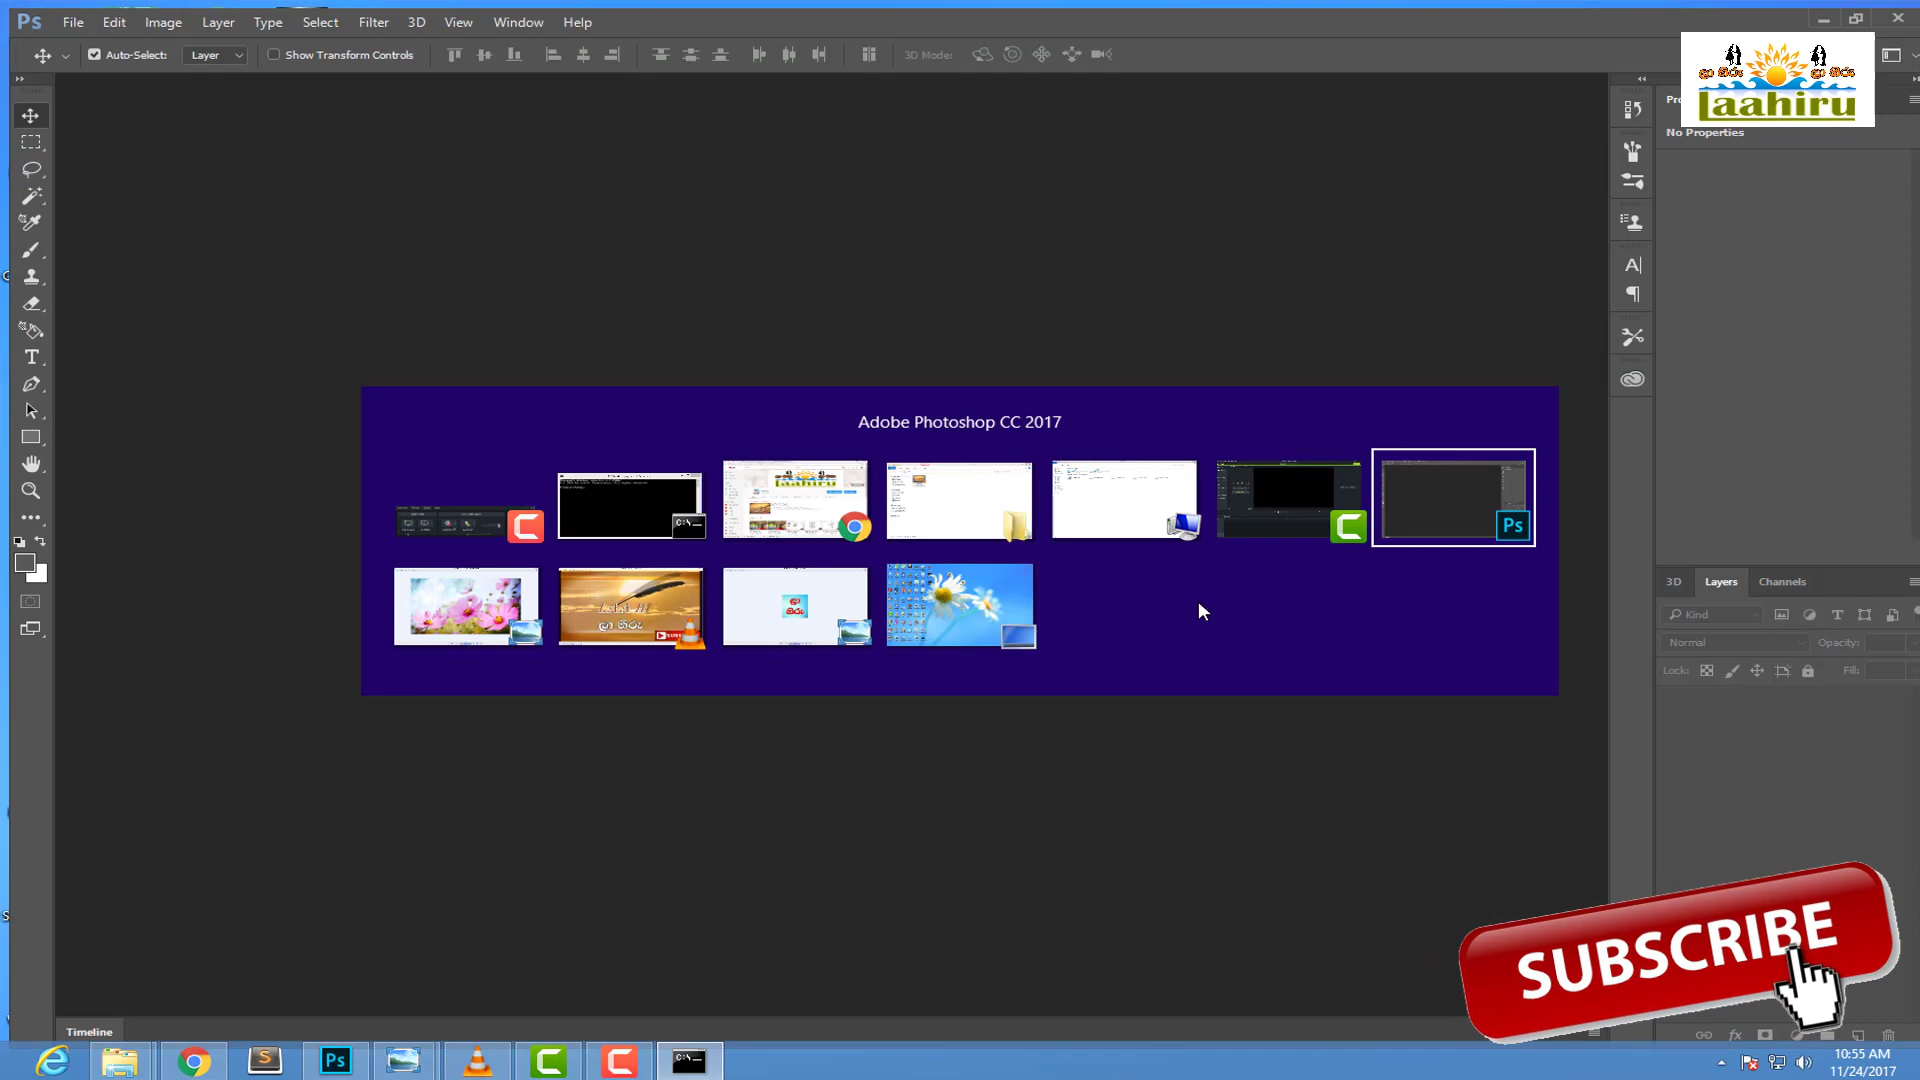 Ps File Edit Image Layer Type Select Filter 3D View Window Help
Auto-Select: Layer Show Transform Controls 3D Mode:
ලා හිරු ලා හිරු
Laahiru
No Properties
Adobe Photoshop CC 2017
C:\
Ps
ලා හිරු
ලා
හිරු
3D Layers Channels
Kind
Normal Opacity:
Lock: Fill:
SUBSCRIBE
Timeline
Ps
C:\
10:55 AM
11/24/2017